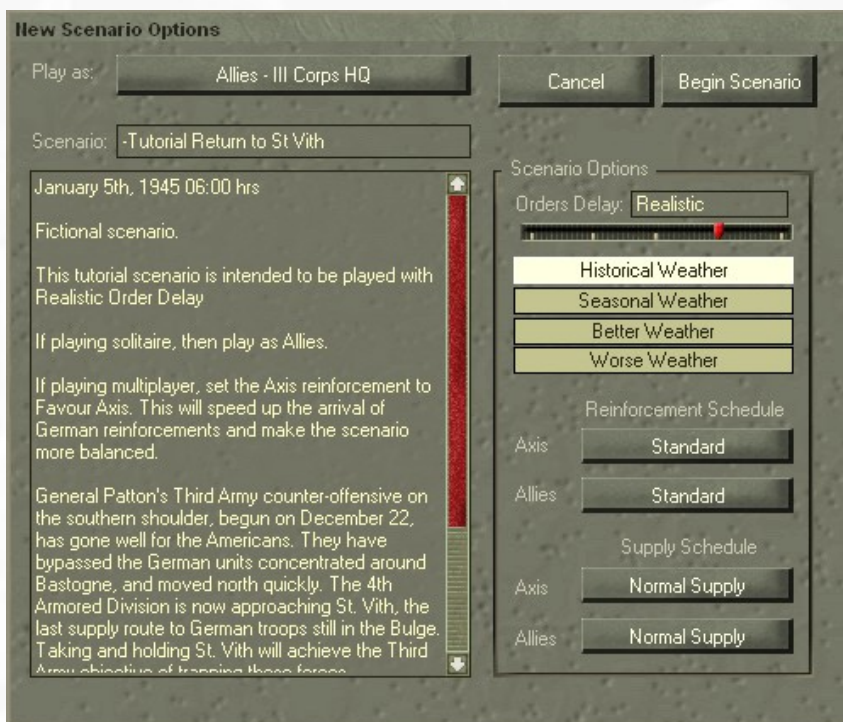 New Scenario Options
Play as:
Allies - III Corps HQ
Cancel
Begin Scenario
Scenario:
-Tutorial Return to St Vith
January 5th, 1945 06:00 hrs
Fictional scenario.
This tutorial scenario is intended to be played with
Realistic Order Delay
If playing solitaire, then play as Allies.
If playing multiplayer, set the Axis reinforcement to
Favour Axis. This will speed up the arrival of
German reinforcements and make the scenario
more balanced.
General Patton's Third Army counter-offensive on
the southern shoulder, begun on December 22,
has gone well for the Americans. They have
bypassed the German units concentrated around
Bastogne, and moved north quickly. The 4th
Armored Division is now approaching St. Vith, the
last supply route to German troops still in the Bulge.
Taking and holding St. Vith will achieve the Third
Army objective of trapping these forces
Scenario Options
Orders Delay: Realistic
Historical Weather
Seasonal Weather
Better Weather
Worse Weather
Reinforcement Schedule
Axis
Standard
Allies
Standard
Supply Schedule
Axis
Normal Supply
Allies
Normal Supply